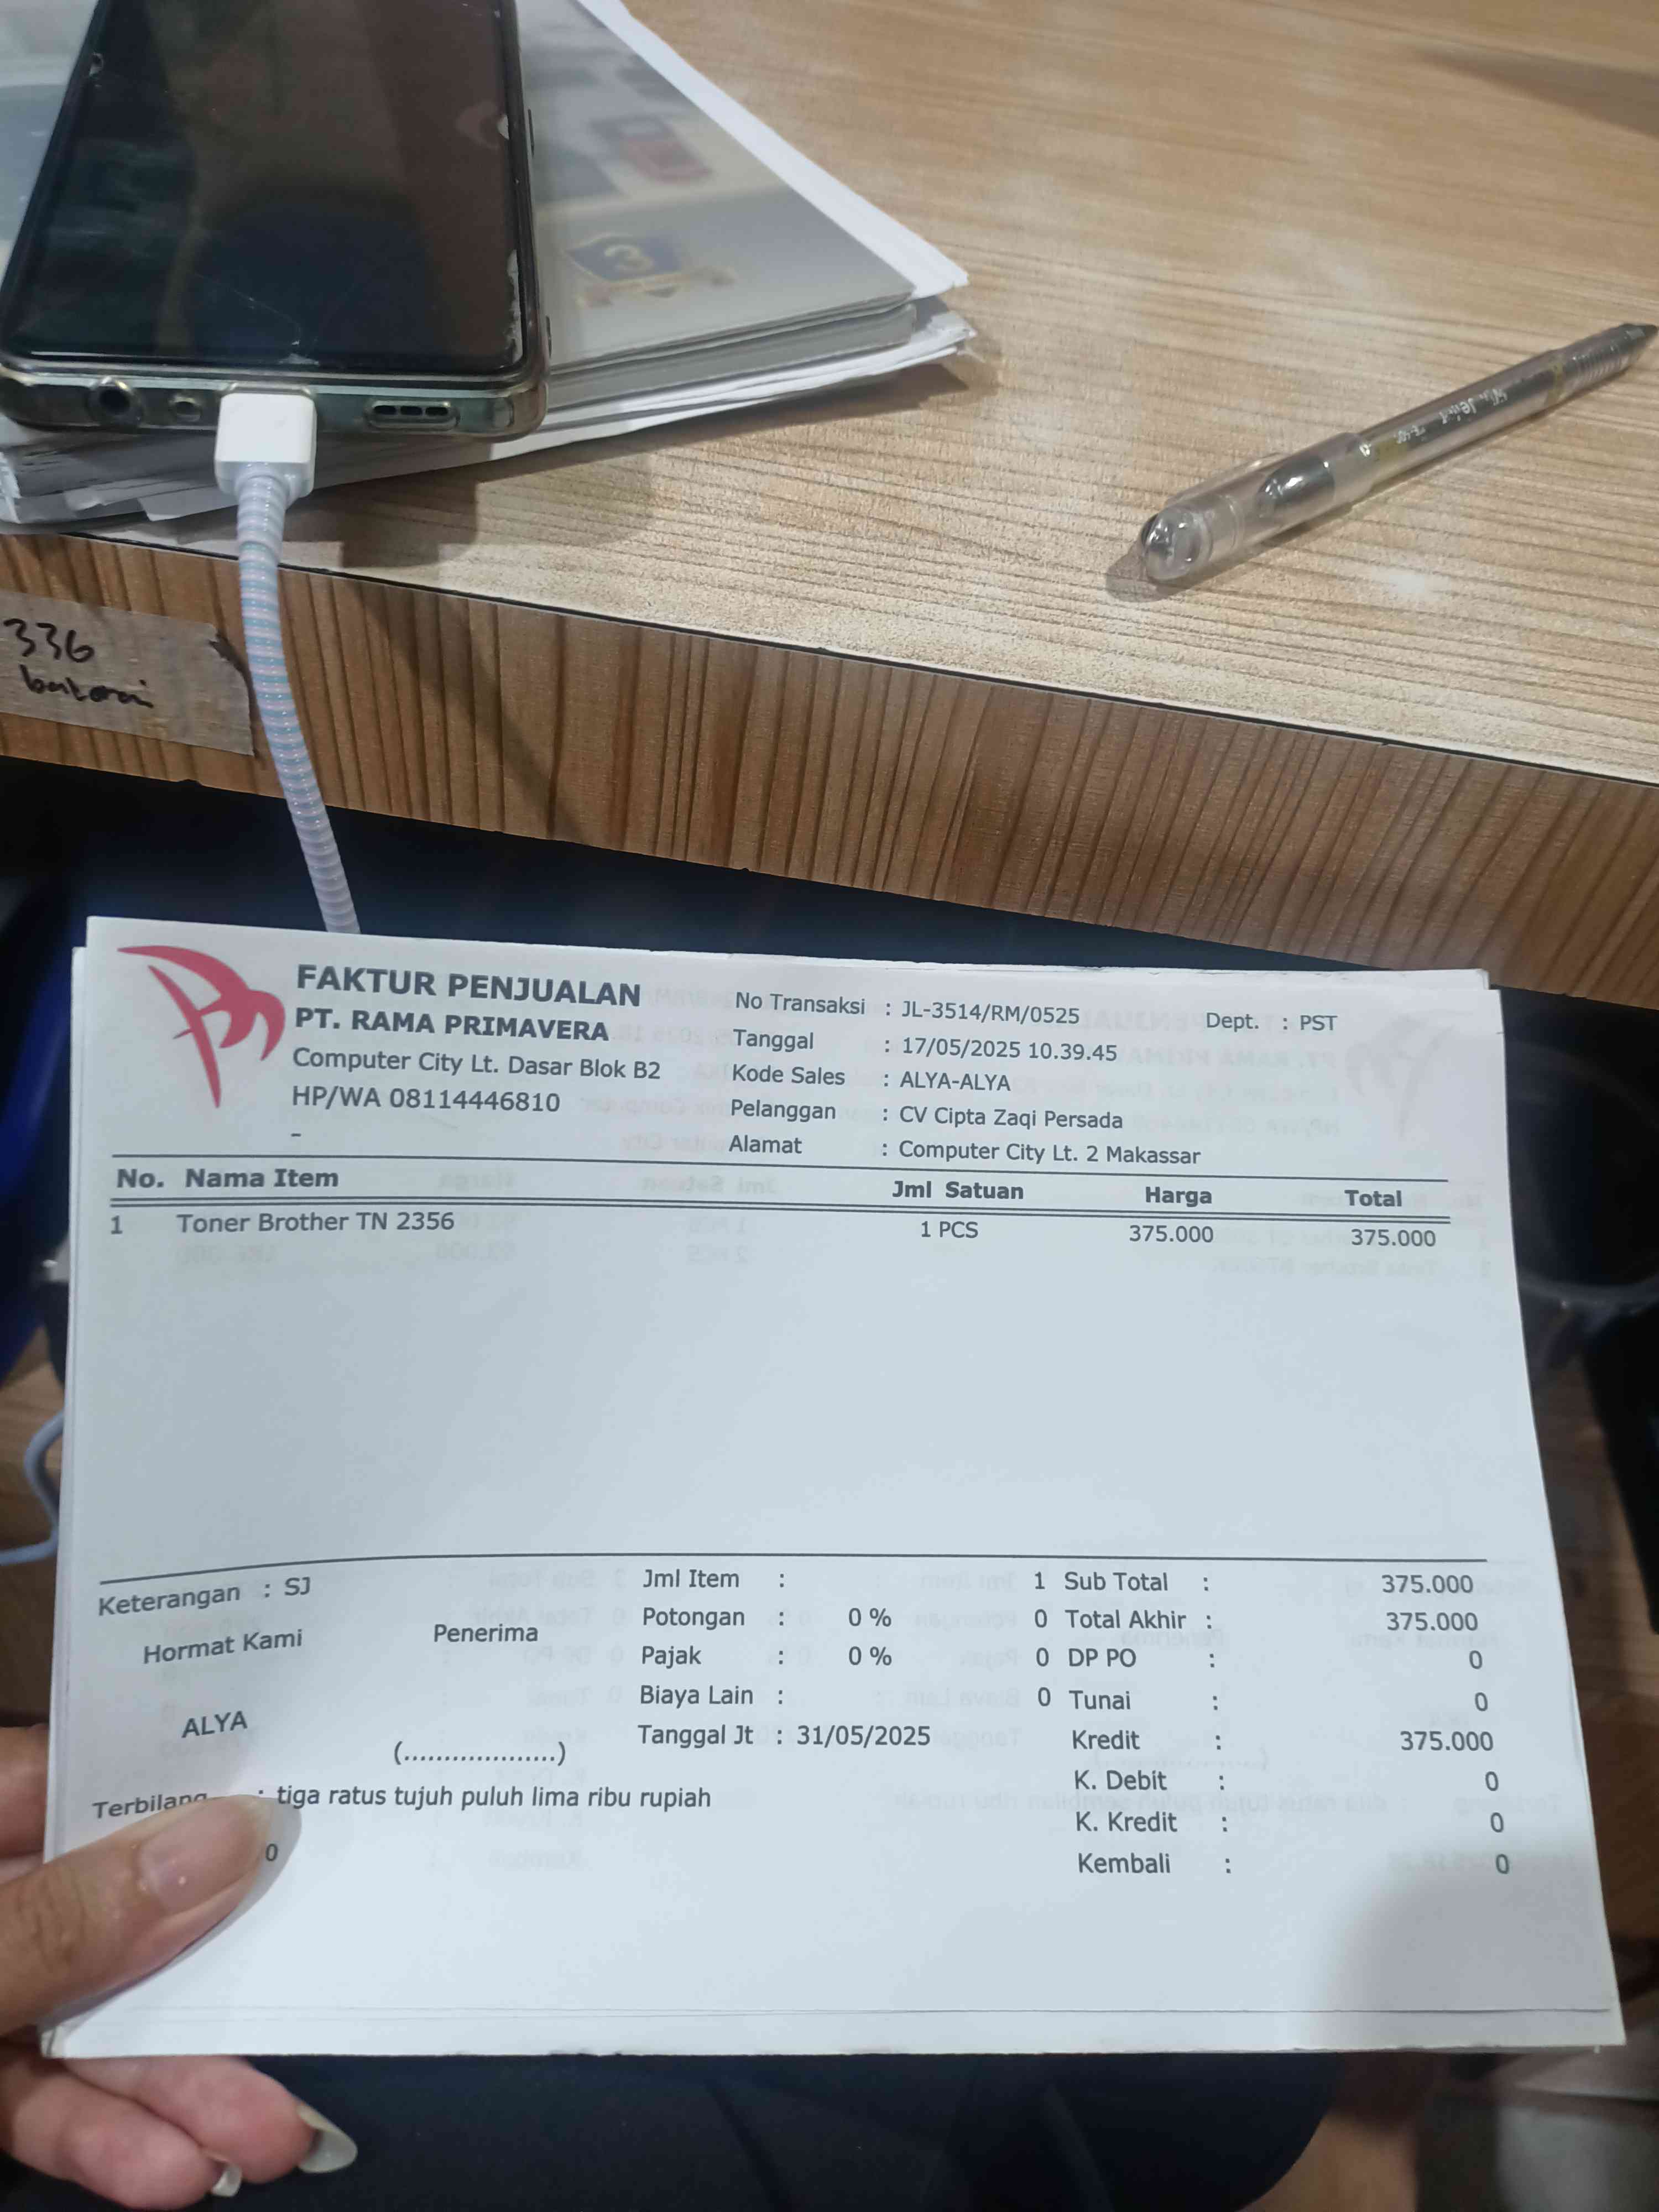 3
336
FAKTUR PENJUALAN
PT. RAMA PRIMAVERA
Computer City Lt. Dasar Blok B2
HP/WA 08114446810
-
No Transaksi : JL-3514/RM/0525 Dept. : PST
Tanggal : 17/05/2025 10.39.45
Kode Sales : ALYA-ALYA
Pelanggan : CV Cipta Zaqi Persada
Alamat : Computer City Lt. 2 Makassar
No. Nama Item Jml Satuan Harga Total
1 Toner Brother TN 2356 1 PCS 375.000 375.000
Keterangan : SJ
Hormat Kami
Penerima
ALYA
(...................)
Jml Item : 1
Potongan : 0 % 0
Pajak : 0 % 0
Biaya Lain : 0
Tanggal Jt : 31/05/2025
Sub Total : 375.000
Total Akhir : 375.000
DP PO : 0
Tunai : 0
Kredit : 375.000
K. Debit : 0
K. Kredit : 0
Kembali : 0
Terbilang : tiga ratus tujuh puluh lima ribu rupiah
0